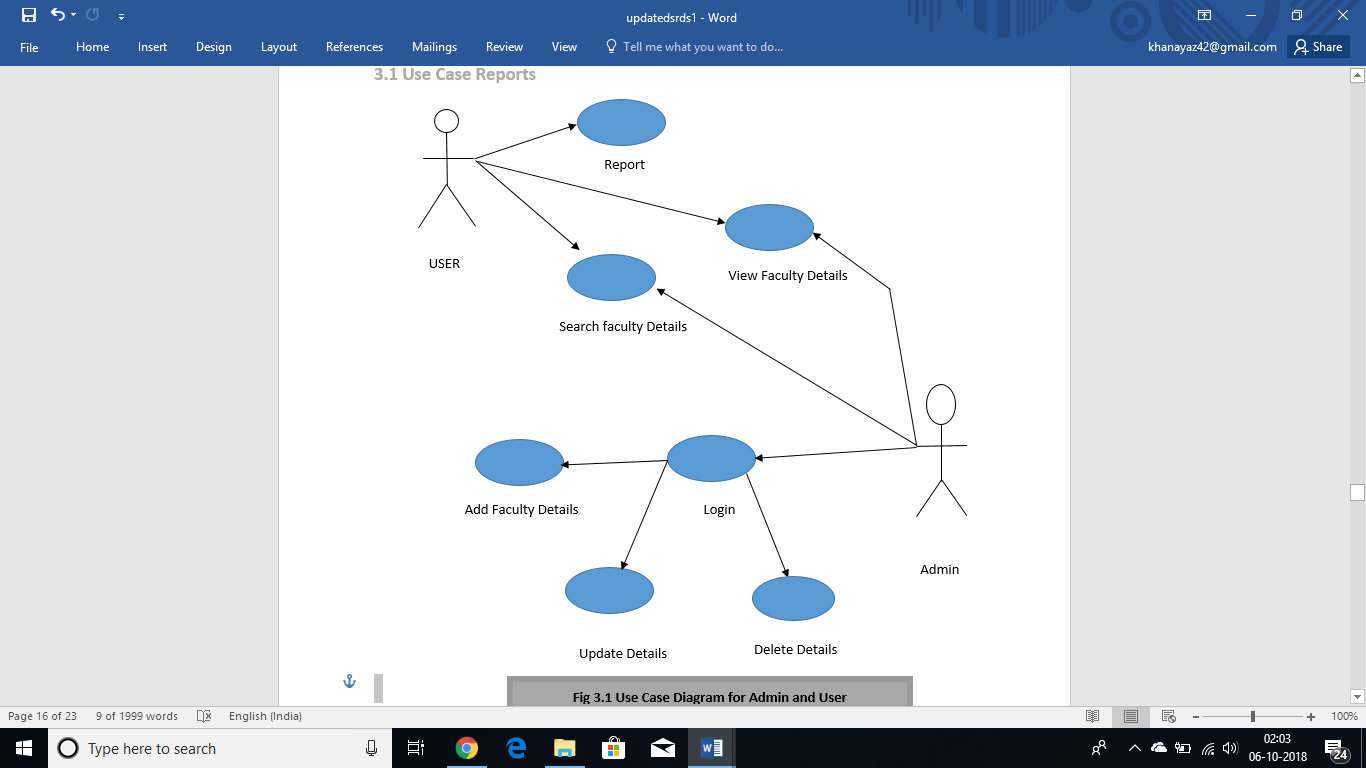 updatedsrds1 - Word
File Home Insert Design Layout References Mailings Review View Tell me what you want to do... khanayaz42@gmail.com Share
3.1 Use Case Reports
Report
USER
View Faculty Details
Search faculty Details
Add Faculty Details
Login
Admin
Update Details
Delete Details
Fig 3.1 Use Case Diagram for Admin and User
Page 16 of 23 9 of 1999 words English (India) 100%
Type here to search
02:03
06-10-2018
24